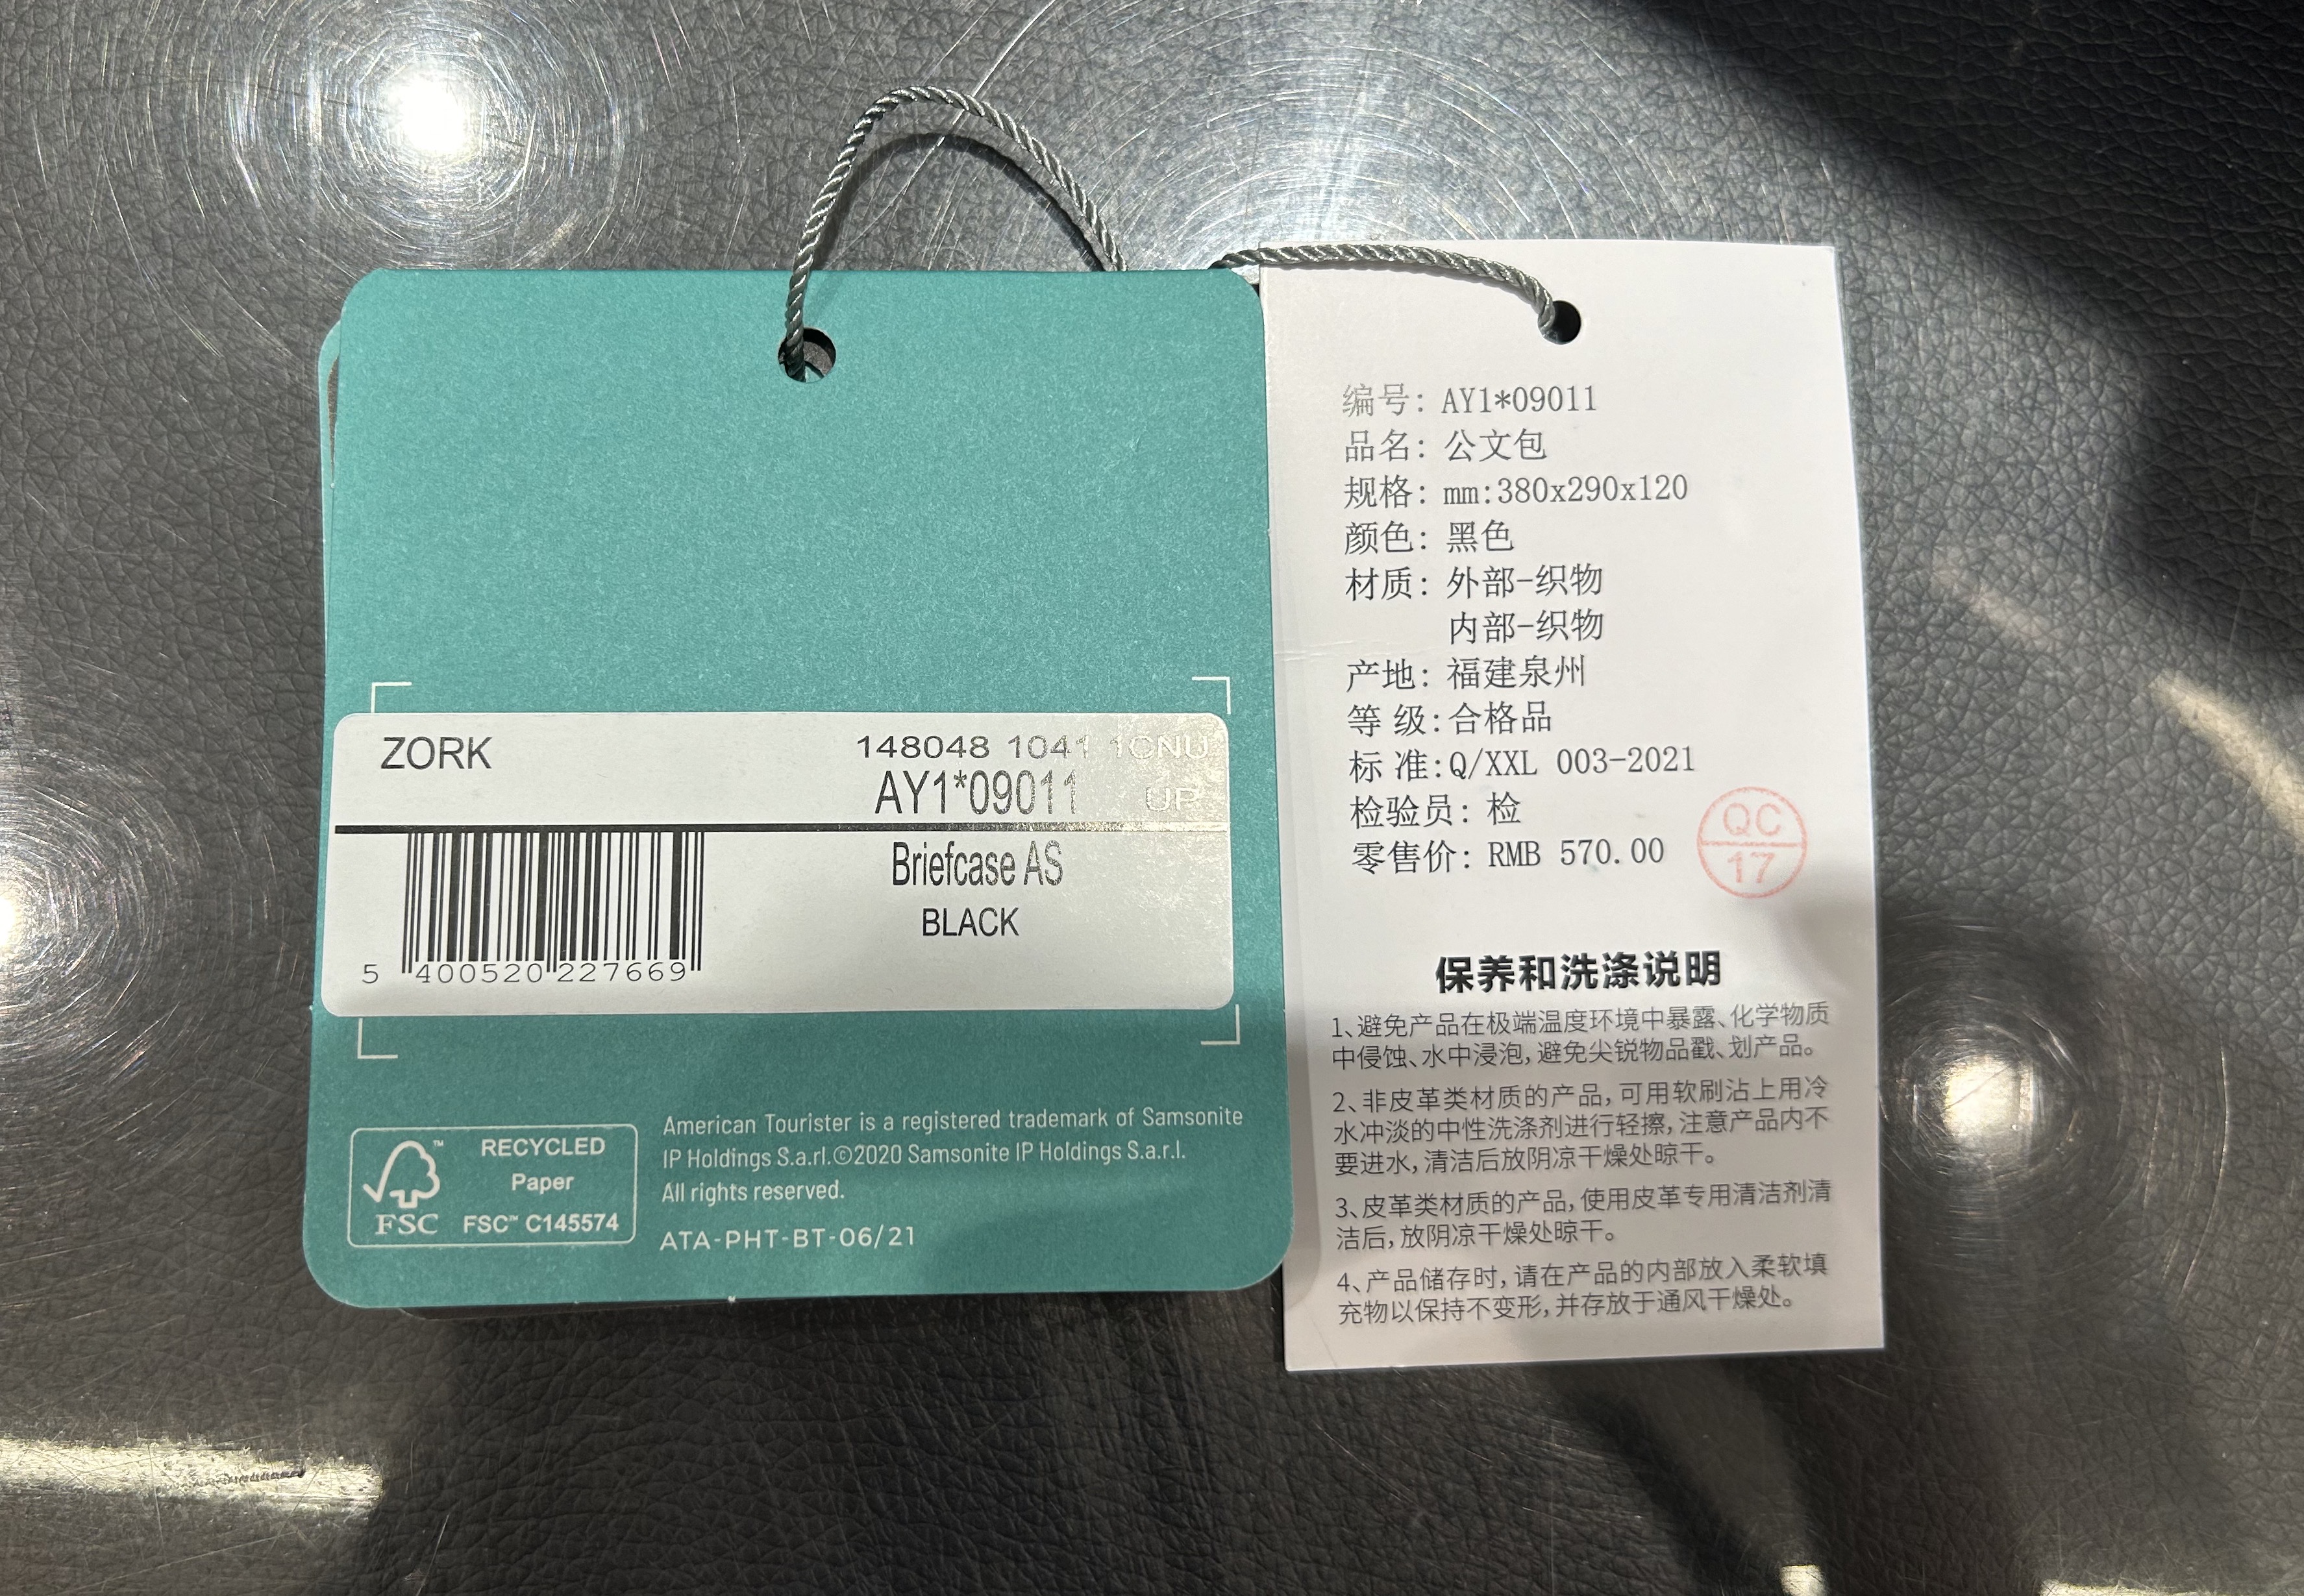 ZORK
148048 1041 1CNU
AY1*09011
UP
Briefcase AS
BLACK
5 400520 227669
RECYCLED
Paper
FSC™ C145574
™
FSC
American Tourister is a registered trademark of Samsonite
IP Holdings S.a.rl.©2020 Samsonite IP Holdings S.a.r.l.
All rights reserved.
ATA-PHT-BT-06/21
编号：AY1*09011
品名：公文包
规格：mm:380x290x120
颜色：黑色
材质：外部-织物
内部-织物
产地：福建泉州
等 级:合格品
标 准:Q/XXL 003-2021
检验员：检
零售价：RMB 570.00
QC
17
保养和洗涤说明
1、避免产品在极端温度环境中暴露、化学物质
中侵蚀、水中浸泡，避免尖锐物品戳、划产品。
2、非皮革类材质的产品，可用软刷沾上用冷
水冲淡的中性洗涤剂进行轻擦，注意产品内不
要进水，清洁后放阴凉干燥处晾干。
3、皮革类材质的产品，使用皮革专用清洁剂清
洁后，放阴凉干燥处晾干。
4、产品储存时，请在产品的内部放入柔软填
充物以保持不变形，并存放于通风干燥处。